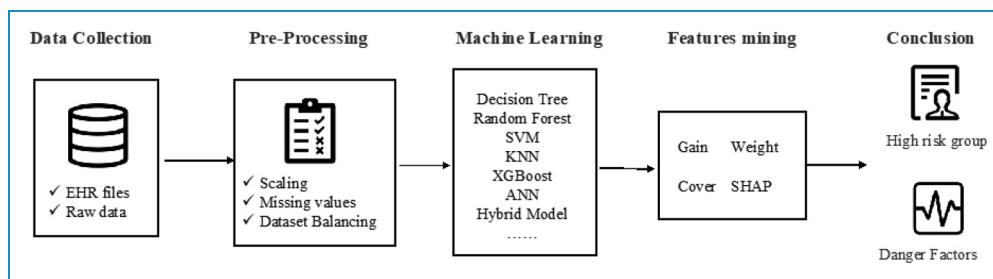 Data Collection
✓ EHR files
✓ Raw data
Pre-Processing
✓ Scaling
✓ Missing values
✓ Dataset Balancing
Machine Learning
Decision Tree
Random Forest
SVM
KNN
XGBoost
ANN
Hybrid Model
......
Features mining
Gain Weight
Cover SHAP
Conclusion
High risk group
Danger Factors